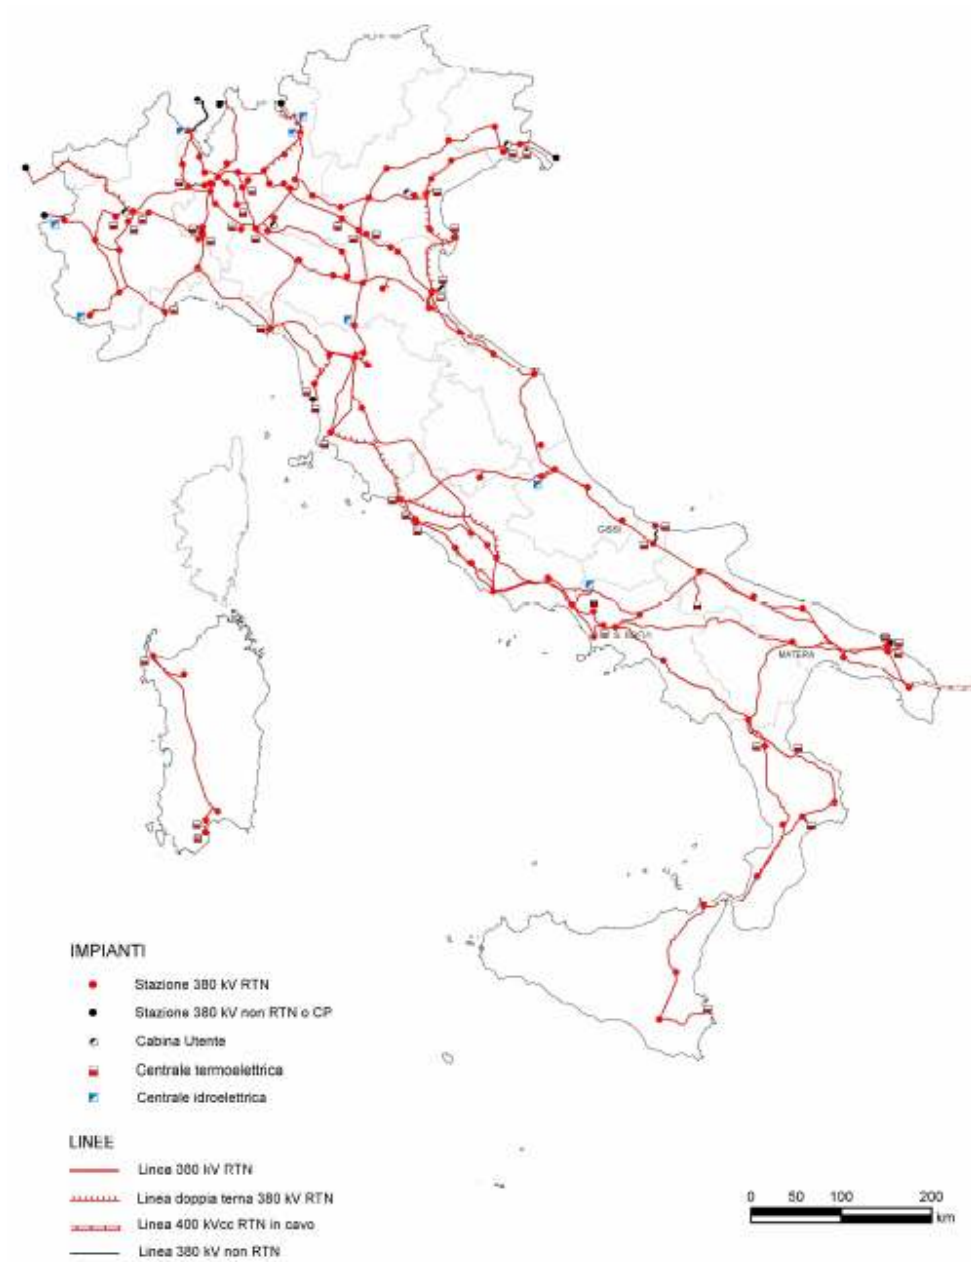 GISSI
MATERA
IMPIANTI
Stazione 380 kV RTN
Stazione 380 kV non RTN o CP
Cabina Utente
Centrale termoelettrica
Centrale idroelettrica
LINEE
Linea 380 kV RTN
Linea doppia terna 380 kV RTN
Linea 400 kVcc RTN in cavo
Linea 380 kV non RTN
0 50 100 200
km